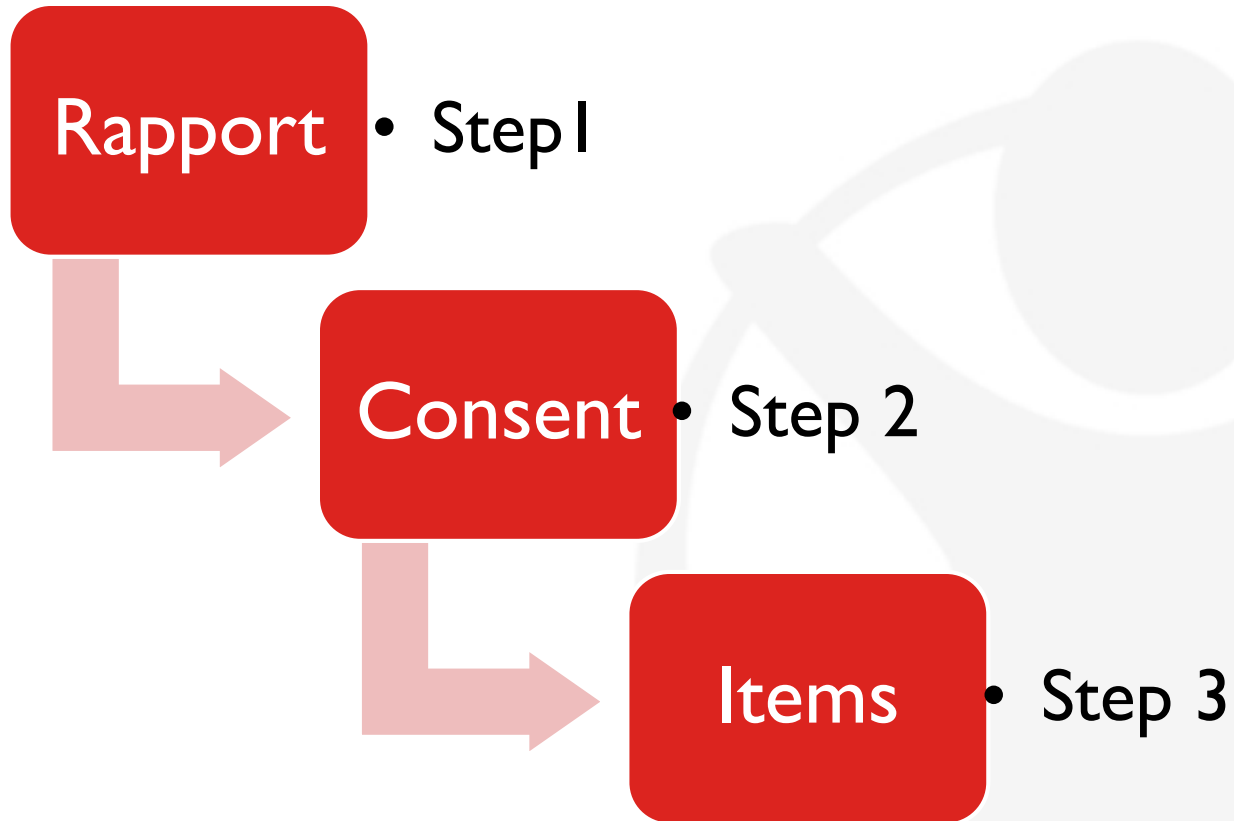 Rapport
• Step1
Consent
• Step 2
Items
• Step 3